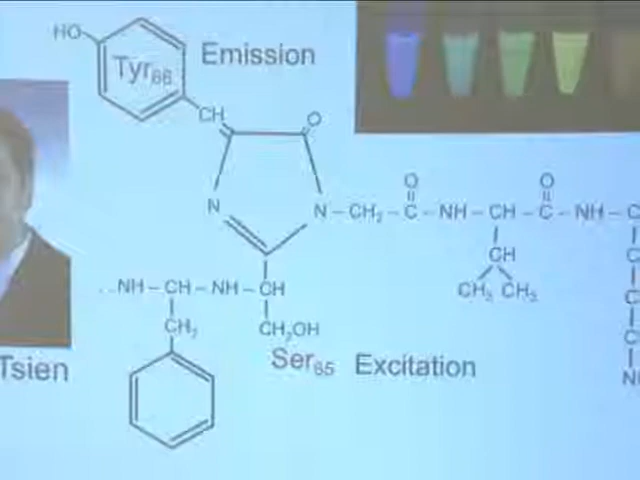 HO
Tyr66
Emission
CH
O
O
O
N
N – CH2 – C – NH – CH – C – NH – C
CH
C
CH3 CH3
C
..NH – CH – NH – CH
C
CH2
CH2OH
C
Ser65 Excitation
Tsien
N